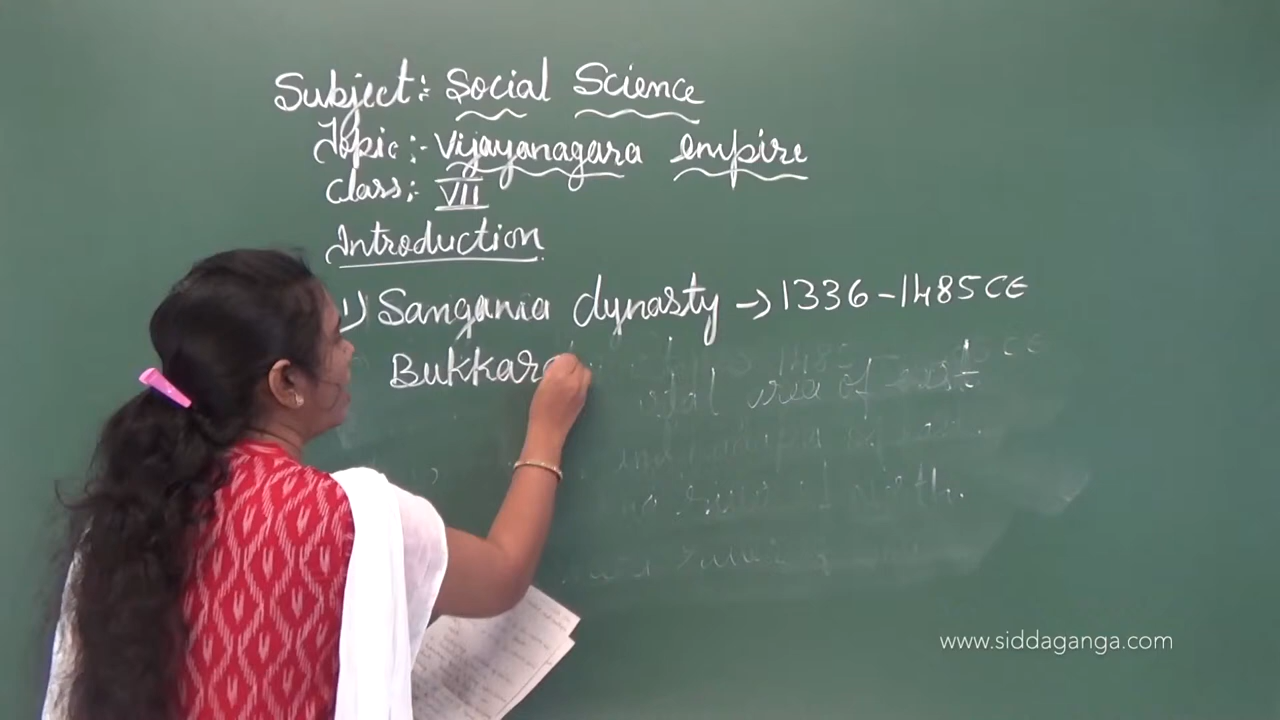 Subject:- Social Science
Topic:- Vijayanagara empire
Class:- VII
Introduction
1) Sangama dynasty → 1336-1485 CE
Bukkara
www.siddaganga.com